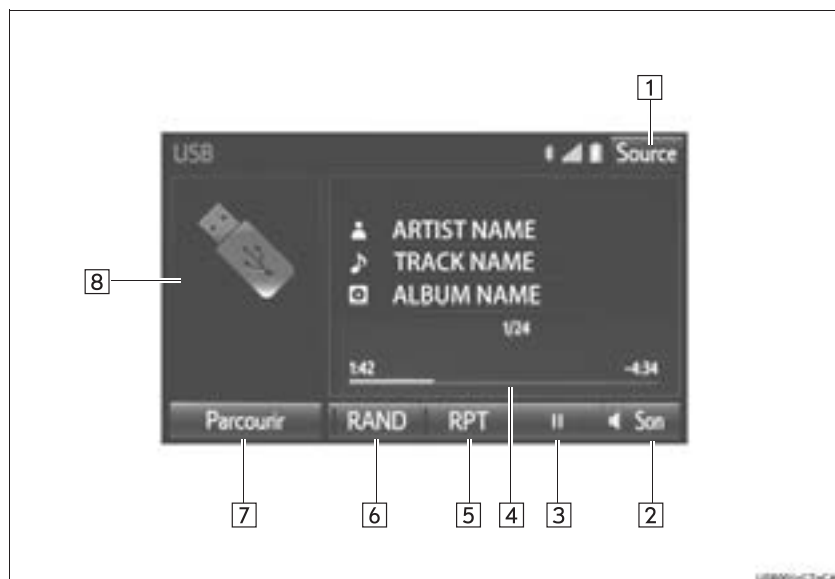 1
USB
Source
ARTIST NAME
TRACK NAME
ALBUM NAME
1/24
1:42
-4:34
8
Parcourir
RAND
RPT
Son
7
6
5
4
3
2